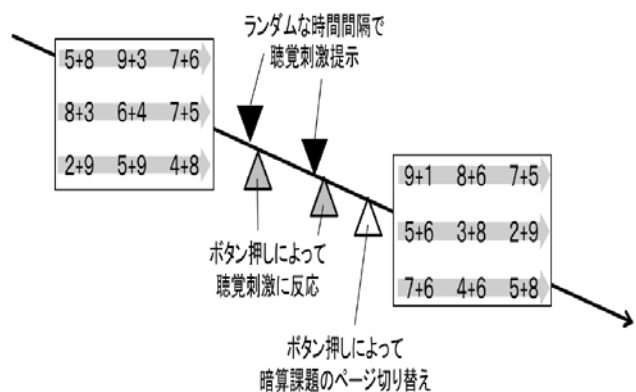 ランダムな時間間隔で
聴覚刺激提示
5+8 9+3 7+6
8+3 6+4 7+5
2+9 5+9 4+8
9+1 8+6 7+5
5+6 3+8 2+9
7+6 4+6 5+8
ボタン押しによって
聴覚刺激に反応
ボタン押しによって
暗算課題のページ切り替え